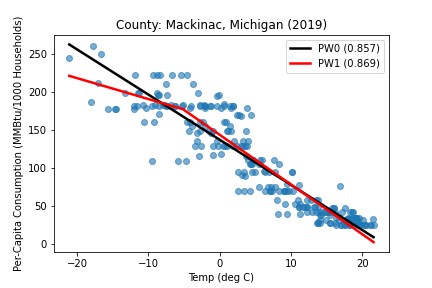 County: Mackinac, Michigan (2019)
PW0 (0.857)
PW1 (0.869)
Per-Capita Consumption (MMBtu/1000 Households)
250
200
150
100
50
0
−20 −10 0 10 20
Temp (deg C)